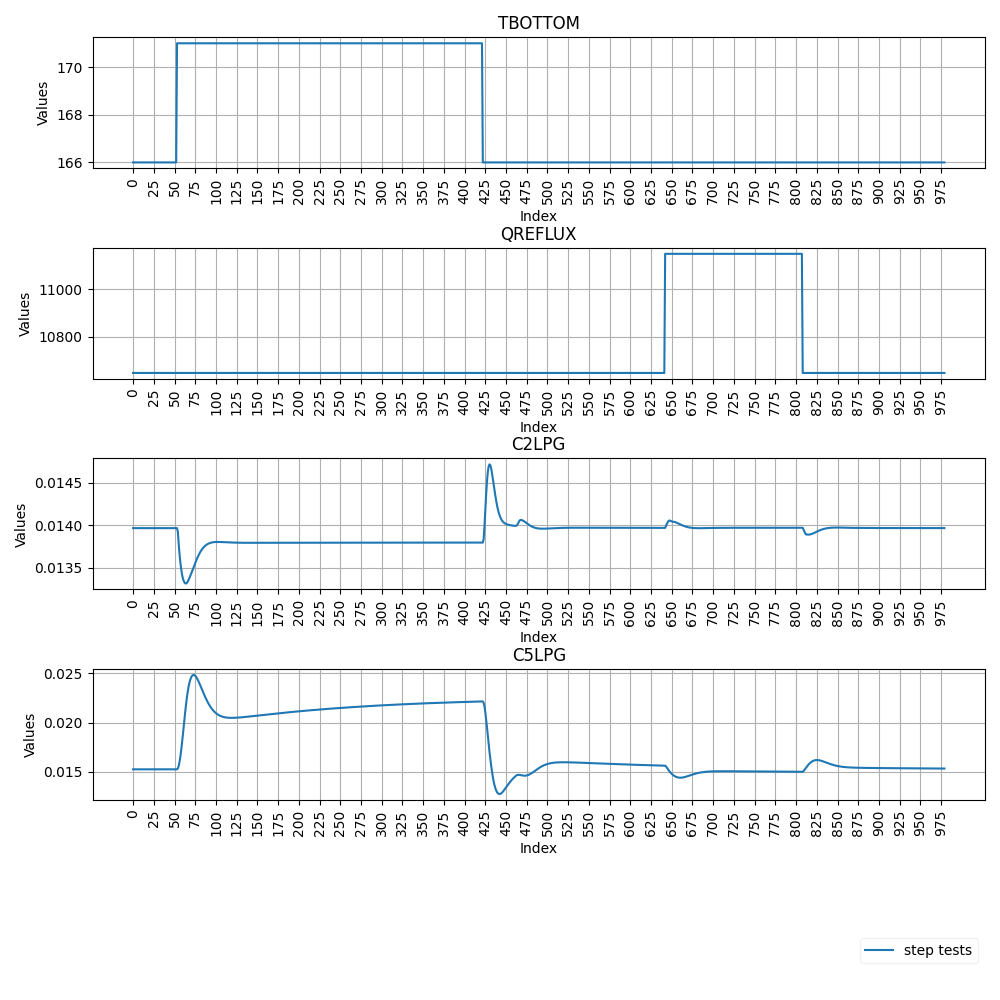 TBOTTOM
Values
170
168
166
0 25 50 75 100 125 150 175 200 225 250 275 300 325 350 375 400 425 450 475 500 525 550 575 600 625 650 675 700 725 750 775 800 825 850 875 900 925 950 975
Index
QREFLUX
Values
11000
10800
0 25 50 75 100 125 150 175 200 225 250 275 300 325 350 375 400 425 450 475 500 525 550 575 600 625 650 675 700 725 750 775 800 825 850 875 900 925 950 975
Index
C2LPG
Values
0.0145
0.0140
0.0135
0 25 50 75 100 125 150 175 200 225 250 275 300 325 350 375 400 425 450 475 500 525 550 575 600 625 650 675 700 725 750 775 800 825 850 875 900 925 950 975
Index
C5LPG
Values
0.025
0.020
0.015
0 25 50 75 100 125 150 175 200 225 250 275 300 325 350 375 400 425 450 475 500 525 550 575 600 625 650 675 700 725 750 775 800 825 850 875 900 925 950 975
Index
step tests